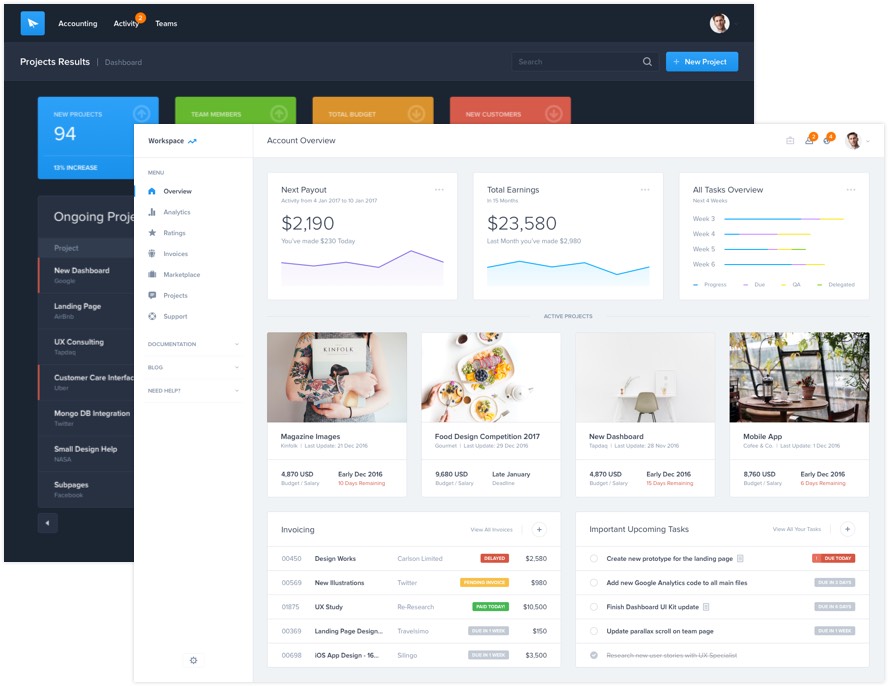 Accounting
Activity
2
Teams
Projects Results | Dashboard
Search
+ New Project
NEW PROJECTS
94
13% INCREASE
TEAM MEMBERS
TOTAL BUDGET
NEW CUSTOMERS
Ongoing Proje
Project
New Dashboard
Google
Landing Page
AirBnb
UX Consulting
Tapdaq
Customer Care Interfac
Uber
Mongo DB Integration
Twitter
Small Design Help
NASA
Subpages
Facebook
Workspace
MENU
Overview
Analytics
Ratings
Invoices
Marketplace
Projects
Support
DOCUMENTATION
BLOG
NEED HELP?
Account Overview
2
4
Next Payout
Activity from 4 Jan 2017 to 10 Jan 2017
$2,190
You've made $230 Today
Total Earnings
In 15 Months
$23,580
Last Month you've made $2,980
All Tasks Overview
Next 4 Weeks
Week 3
Week 4
Week 5
Week 6
Progress Due QA Delegated
ACTIVE PROJECTS
KINFOLK
Magazine Images
Kinfolk | Last Update: 21 Dec 2016
4,870 USD Early Dec 2016
Budget / Salary 10 Days Remaining
Food Design Competition 2017
Gourmet | Last Update: 29 Dec 2016
9,680 USD Late January
Budget / Salary Deadline
New Dashboard
Tapdaq | Last Update: 28 Nov 2016
4,870 USD Early Dec 2016
Budget / Salary 15 Days Remaining
Mobile App
Cofee & Co. | Last Update: 1 Dec 2016
8,760 USD Early Dec 2016
Budget / Salary 6 Days Remaining
Invoicing View All Invoices +
00450 Design Works Carlson Limited DELAYED $2,580
00569 New Illustrations Twitter PENDING INVOICE $980
01875 UX Study Re-Research PAID TODAY! $10,500
00369 Landing Page Design... Travelsimo DUE IN 1 WEEK $150
00698 iOS App Design - 16... Silingo DUE IN 1 WEEK $3,500
Important Upcoming Tasks View All Your Tasks +
Create new prototype for the landing page ! DUE TODAY
Add new Google Analytics code to all main files DUE IN 5 DAYS
Finish Dashboard UI Kit update DUE IN 6 DAYS
Update parallax scroll on team page DUE IN 1 WEEK
Research new user stories with UX Specialist